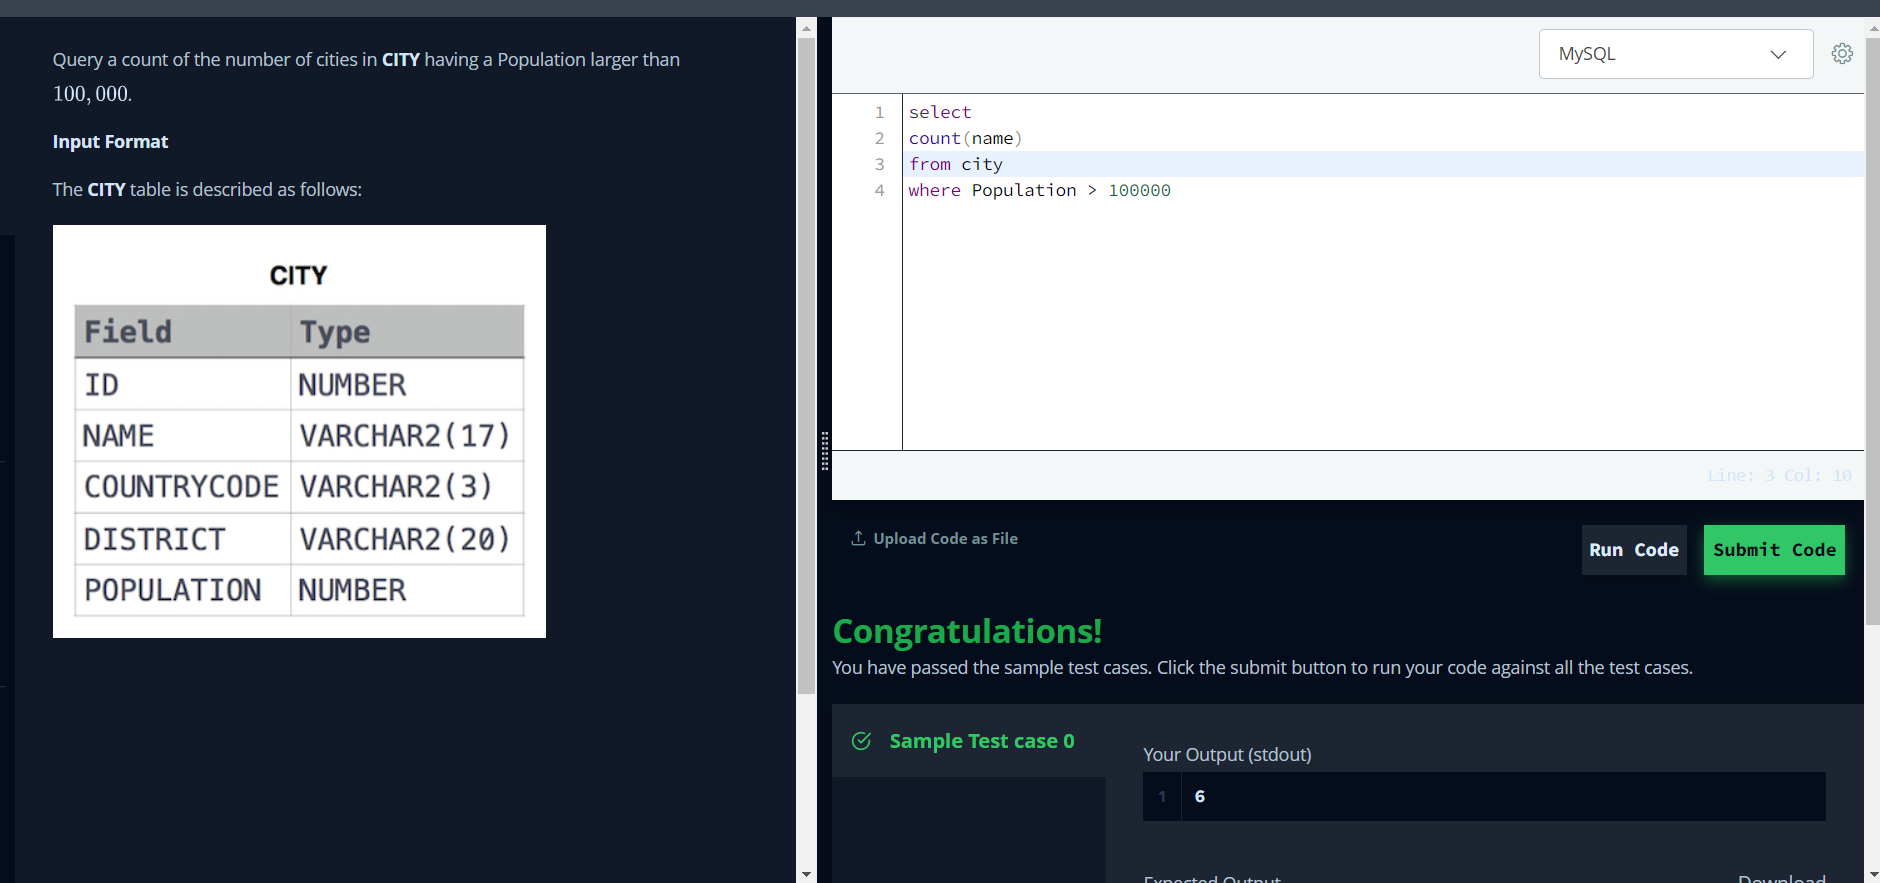 Query a count of the number of cities in CITY having a Population larger than
100, 000.
Input Format
The CITY table is described as follows:
CITY
Field Type
ID NUMBER
NAME VARCHAR2(17)
COUNTRYCODE VARCHAR2(3)
DISTRICT VARCHAR2(20)
POPULATION NUMBER
MySQL
1 select
2 count(name)
3 from city
4 where Population > 100000
Line: 3 Col: 10
Upload Code as File
Run Code
Submit Code
Congratulations!
You have passed the sample test cases. Click the submit button to run your code against all the test cases.
Sample Test case 0
Your Output (stdout)
1 6
Expected Output
Download